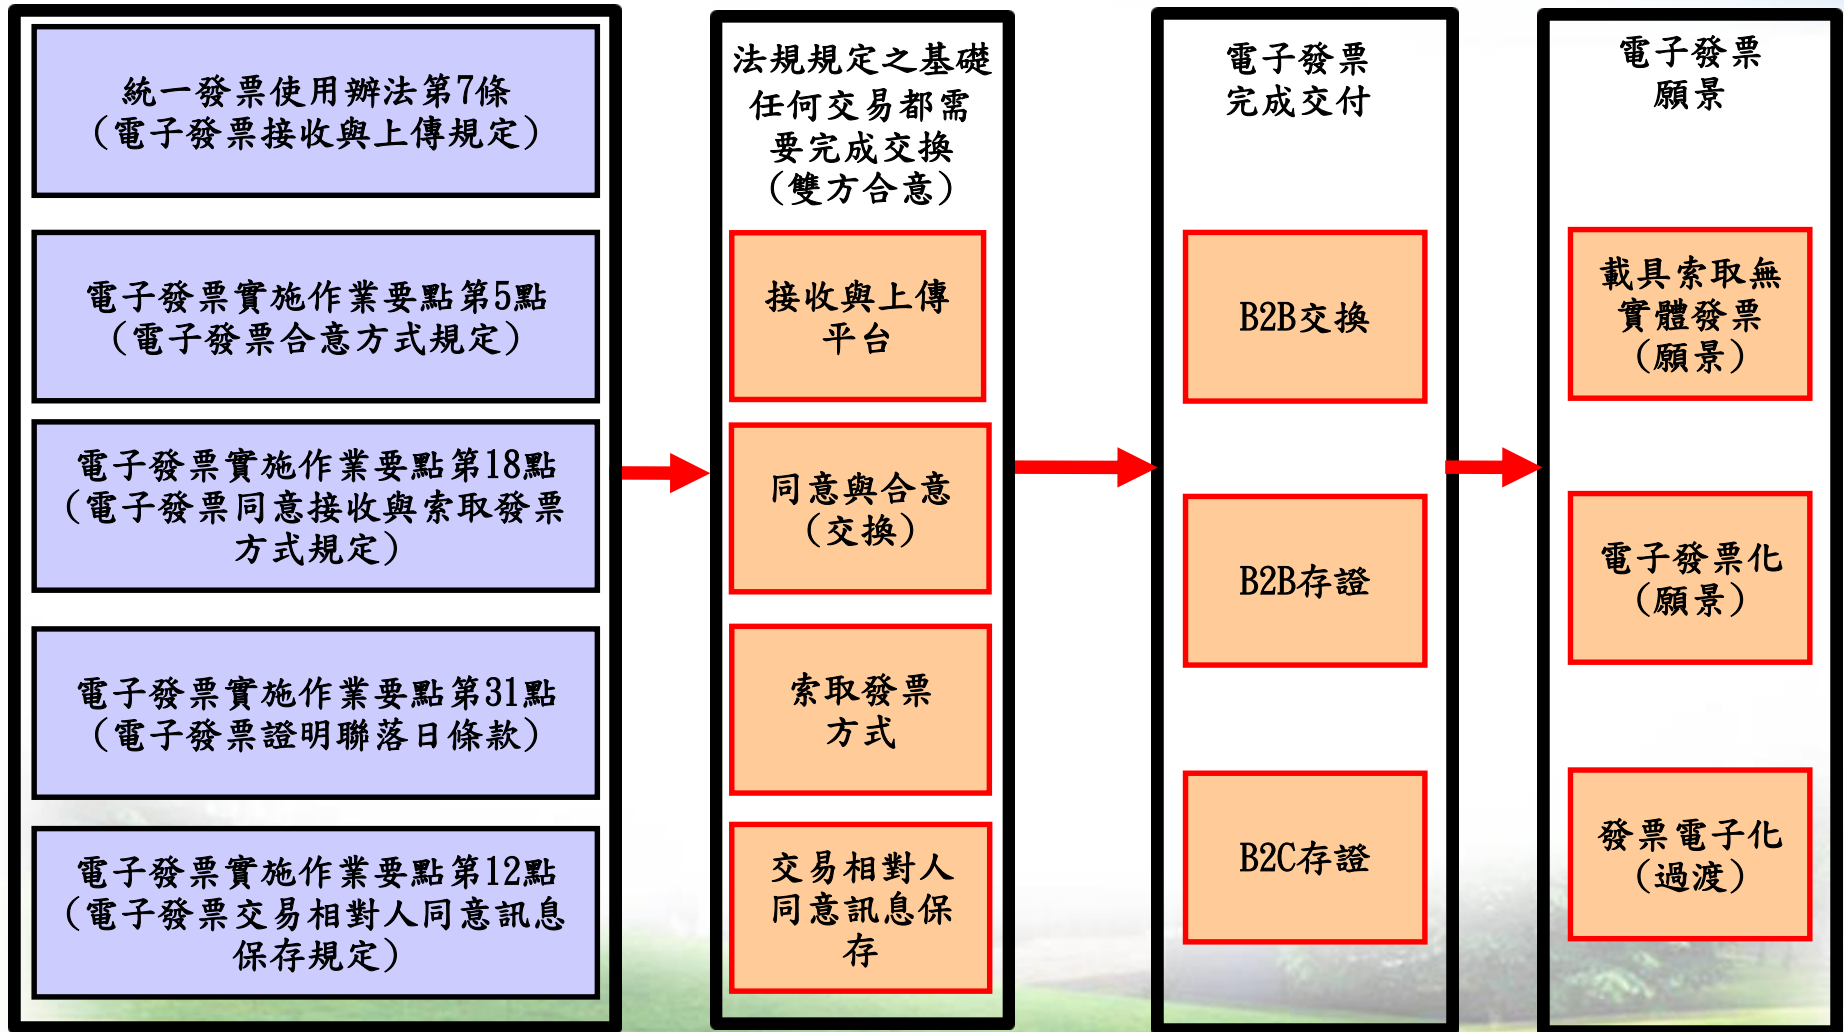 統一發票使用辦法第7條
（電子發票接收與上傳規定）
電子發票實施作業要點第5點
（電子發票合意方式規定）
電子發票實施作業要點第18點
（電子發票同意接收與索取發票
方式規定）
電子發票實施作業要點第31點
（電子發票證明聯落日條款）
電子發票實施作業要點第12點
（電子發票交易相對人同意訊息
保存規定）
法規規定之基礎
任何交易都需
要完成交換
（雙方合意）
接收與上傳
平台
同意與合意
（交換）
索取發票
方式
交易相對人
同意訊息保
存
電子發票
完成交付
B2B交換
B2B存證
B2C存證
電子發票
願景
載具索取無
實體發票
（願景）
電子發票化
（願景）
發票電子化
（過渡）